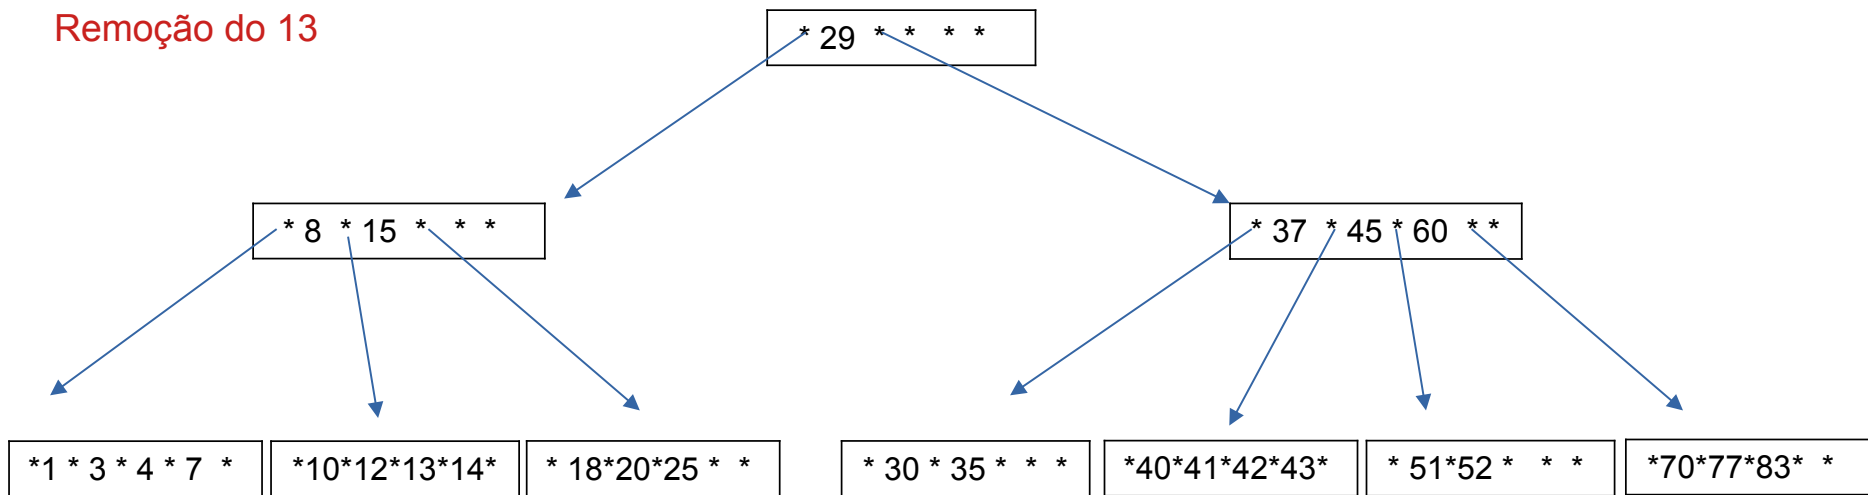 Remoção do 13
* 29 * * * *
* 8 * 15 * * *
* 37 * 45 * 60 * *
*1 * 3 * 4 * 7 *
*10*12*13*14*
* 18*20*25 * *
* 30 * 35 * * *
*40*41*42*43*
* 51*52 * * *
*70*77*83* *